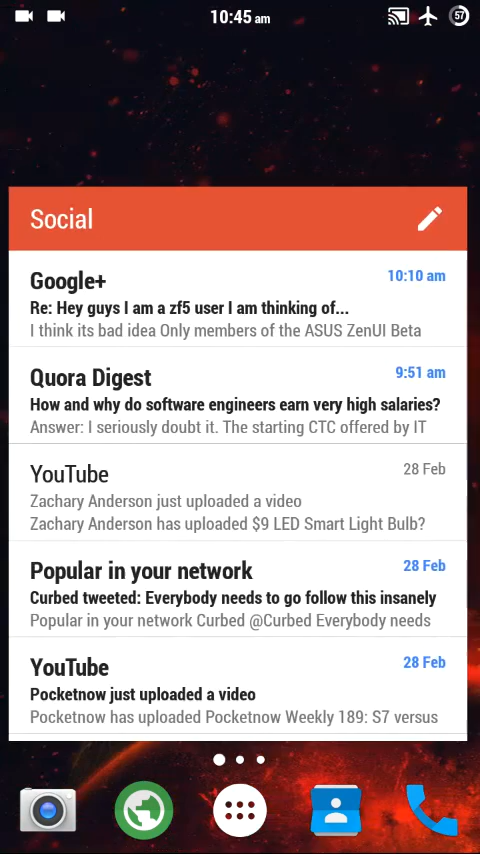 10:45 am
57
Social
Google+
10:10 am
Re: Hey guys I am a zf5 user I am thinking of...
I think its bad idea Only members of the ASUS ZenUI Beta
Quora Digest
9:51 am
How and why do software engineers earn very high salaries?
Answer: I seriously doubt it. The starting CTC offered by IT
YouTube
28 Feb
Zachary Anderson just uploaded a video
Zachary Anderson has uploaded $9 LED Smart Light Bulb?
Popular in your network
28 Feb
Curbed tweeted: Everybody needs to go follow this insanely
Popular in your network Curbed @Curbed Everybody needs
YouTube
28 Feb
Pocketnow just uploaded a video
Pocketnow has uploaded Pocketnow Weekly 189: S7 versus